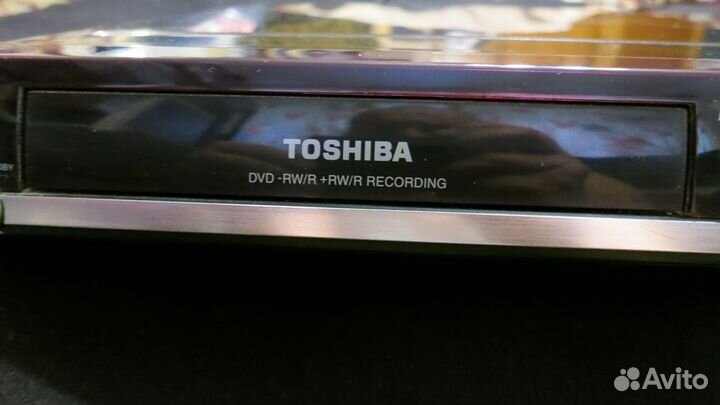 TOSHIBA
DVD -RW/R +RW/R RECORDING
Avito